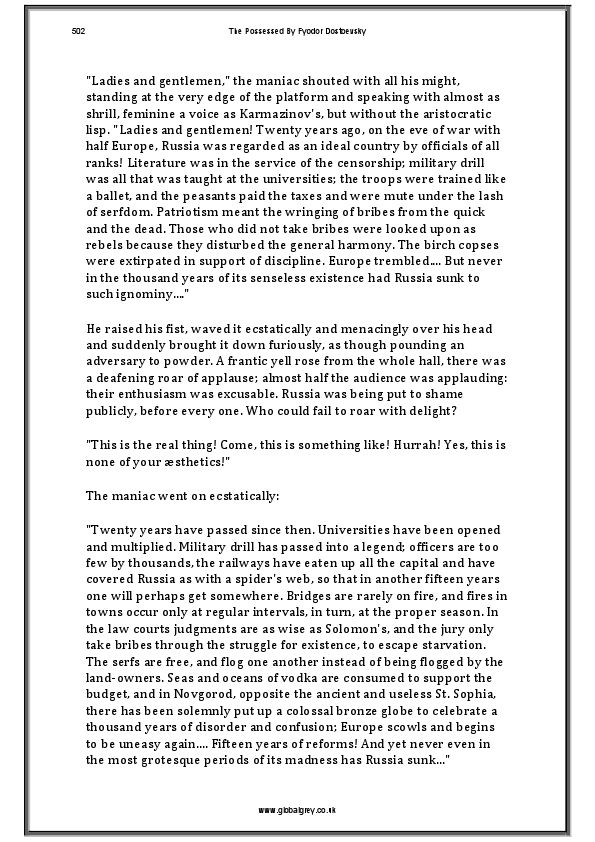 502
The Possessed By Fyodor Dostoevsky
"Ladies and gentlemen," the maniac shouted with all his might,
standing at the very edge of the platform and speaking with almost as
shrill, feminine a voice as Karmazinov's, but without the aristocratic
lisp. "Ladies and gentlemen! Twenty years ago, on the eve of war with
half Europe, Russia was regarded as an ideal country by officials of all
ranks! Literature was in the service of the censorship; military drill
was all that was taught at the universities; the troops were trained like
a ballet, and the peasants paid the taxes and were mute under the lash
of serfdom. Patriotism meant the wringing of bribes from the quick
and the dead. Those who did not take bribes were looked upon as
rebels because they disturbed the general harmony. The birch copses
were extirpated in support of discipline. Europe trembled.... But never
in the thousand years of its senseless existence had Russia sunk to
such ignominy...."
He raised his fist, waved it ecstatically and menacingly over his head
and suddenly brought it down furiously, as though pounding an
adversary to powder. A frantic yell rose from the whole hall, there was
a deafening roar of applause; almost half the audience was applauding:
their enthusiasm was excusable. Russia was being put to shame
publicly, before every one. Who could fail to roar with delight?
"This is the real thing! Come, this is something like! Hurrah! Yes, this is
none of your æsthetics!"
The maniac went on ecstatically:
"Twenty years have passed since then. Universities have been opened
and multiplied. Military drill has passed into a legend; officers are too
few by thousands, the railways have eaten up all the capital and have
covered Russia as with a spider's web, so that in another fifteen years
one will perhaps get somewhere. Bridges are rarely on fire, and fires in
towns occur only at regular intervals, in turn, at the proper season. In
the law courts judgments are as wise as Solomon's, and the jury only
take bribes through the struggle for existence, to escape starvation.
The serfs are free, and flog one another instead of being flogged by the
land-owners. Seas and oceans of vodka are consumed to support the
budget, and in Novgorod, opposite the ancient and useless St. Sophia,
there has been solemnly put up a colossal bronze globe to celebrate a
thousand years of disorder and confusion; Europe scowls and begins
to be uneasy again.... Fifteen years of reforms! And yet never even in
the most grotesque periods of its madness has Russia sunk..."
www.globalgrey.co.uk